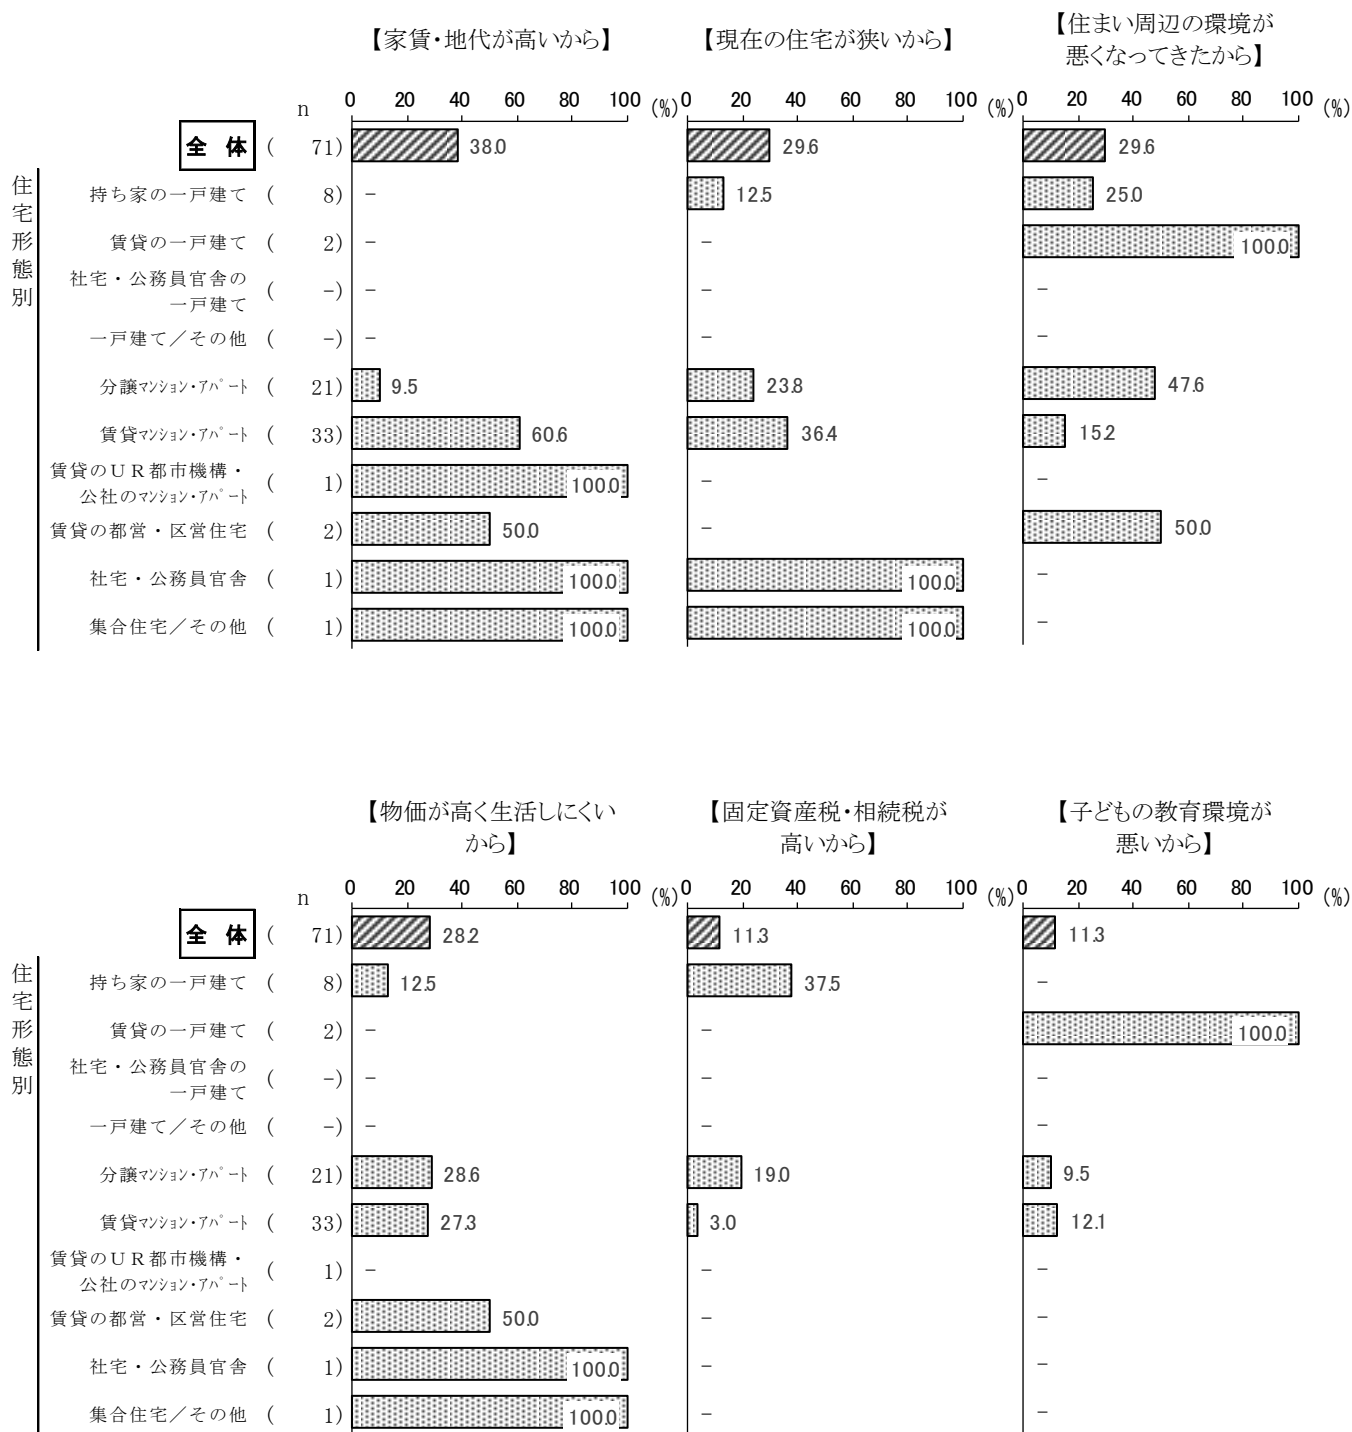 【家賃・地代が高いから】 【現在の住宅が狭いから】 【住まい周辺の環境が
悪くなってきたから】
n 0 20 40 60 80 100 (%) 0 20 40 60 80 100 (%) 0 20 40 60 80 100 (%)
全 体 ( 71) 38.0 29.6 29.6
住宅形態別
持ち家の一戸建て ( 8) − 12.5 25.0
賃貸の一戸建て ( 2) − − 100.0
社宅・公務員官舎の
一戸建て ( −) − − −
一戸建て／その他 ( −) − − −
分譲マンション・アパート ( 21) 9.5 23.8 47.6
賃貸マンション・アパート ( 33) 60.6 36.4 15.2
賃貸のUR都市機構・
公社のマンション・アパート ( 1) 100.0 − −
賃貸の都営・区営住宅 ( 2) 50.0 − 50.0
社宅・公務員官舎 ( 1) 100.0 100.0 −
集合住宅／その他 ( 1) 100.0 100.0 −
【物価が高く生活しにくい 【固定資産税・相続税が 【子どもの教育環境が
から】 高いから】 悪いから】
n 0 20 40 60 80 100 (%) 0 20 40 60 80 100 (%) 0 20 40 60 80 100 (%)
全 体 ( 71) 28.2 11.3 11.3
住宅形態別
持ち家の一戸建て ( 8) 12.5 37.5 −
賃貸の一戸建て ( 2) − − 100.0
社宅・公務員官舎の
一戸建て ( −) − − −
一戸建て／その他 ( −) − − −
分譲マンション・アパート ( 21) 28.6 19.0 9.5
賃貸マンション・アパート ( 33) 27.3 3.0 12.1
賃貸のUR都市機構・
公社のマンション・アパート ( 1) − − −
賃貸の都営・区営住宅 ( 2) 50.0 − −
社宅・公務員官舎 ( 1) 100.0 − −
集合住宅／その他 ( 1) 100.0 − −